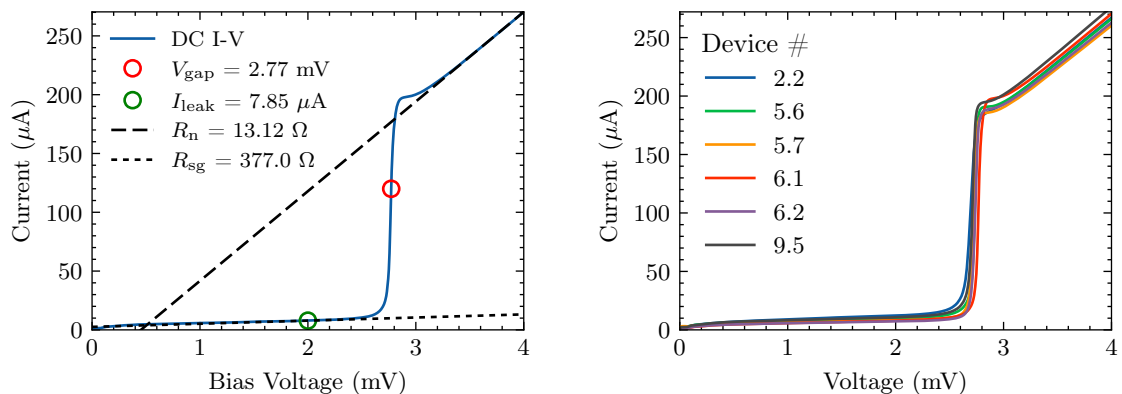 250
200
150
100
50
0
Current (μA)
DC I-V
V_gap = 2.77 mV
I_leak = 7.85 μA
R_n = 13.12 Ω
R_sg = 377.0 Ω
0 1 2 3 4
Bias Voltage (mV)
250
200
150
100
50
0
Current (μA)
Device #
2.2
5.6
5.7
6.1
6.2
9.5
0 1 2 3 4
Voltage (mV)